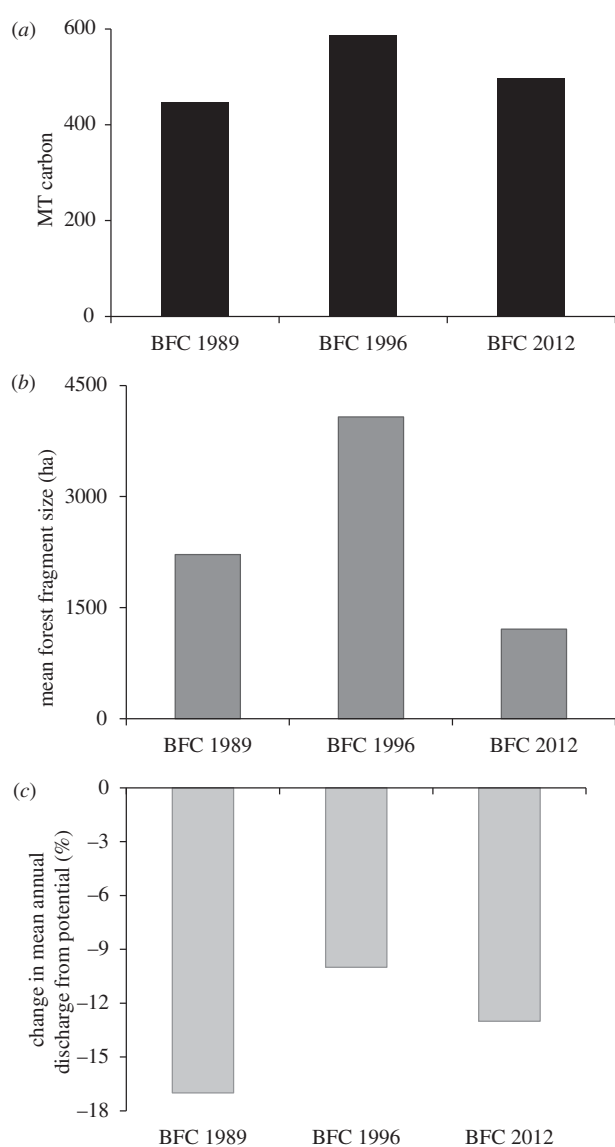 (a)
600
400
200
0
MT carbon
BFC 1989 BFC 1996 BFC 2012
(b)
4500
3000
1500
0
mean forest fragment size (ha)
BFC 1989 BFC 1996 BFC 2012
(c)
0
–3
–6
–9
–12
–15
–18
change in mean annual
discharge from potential (%)
BFC 1989 BFC 1996 BFC 2012